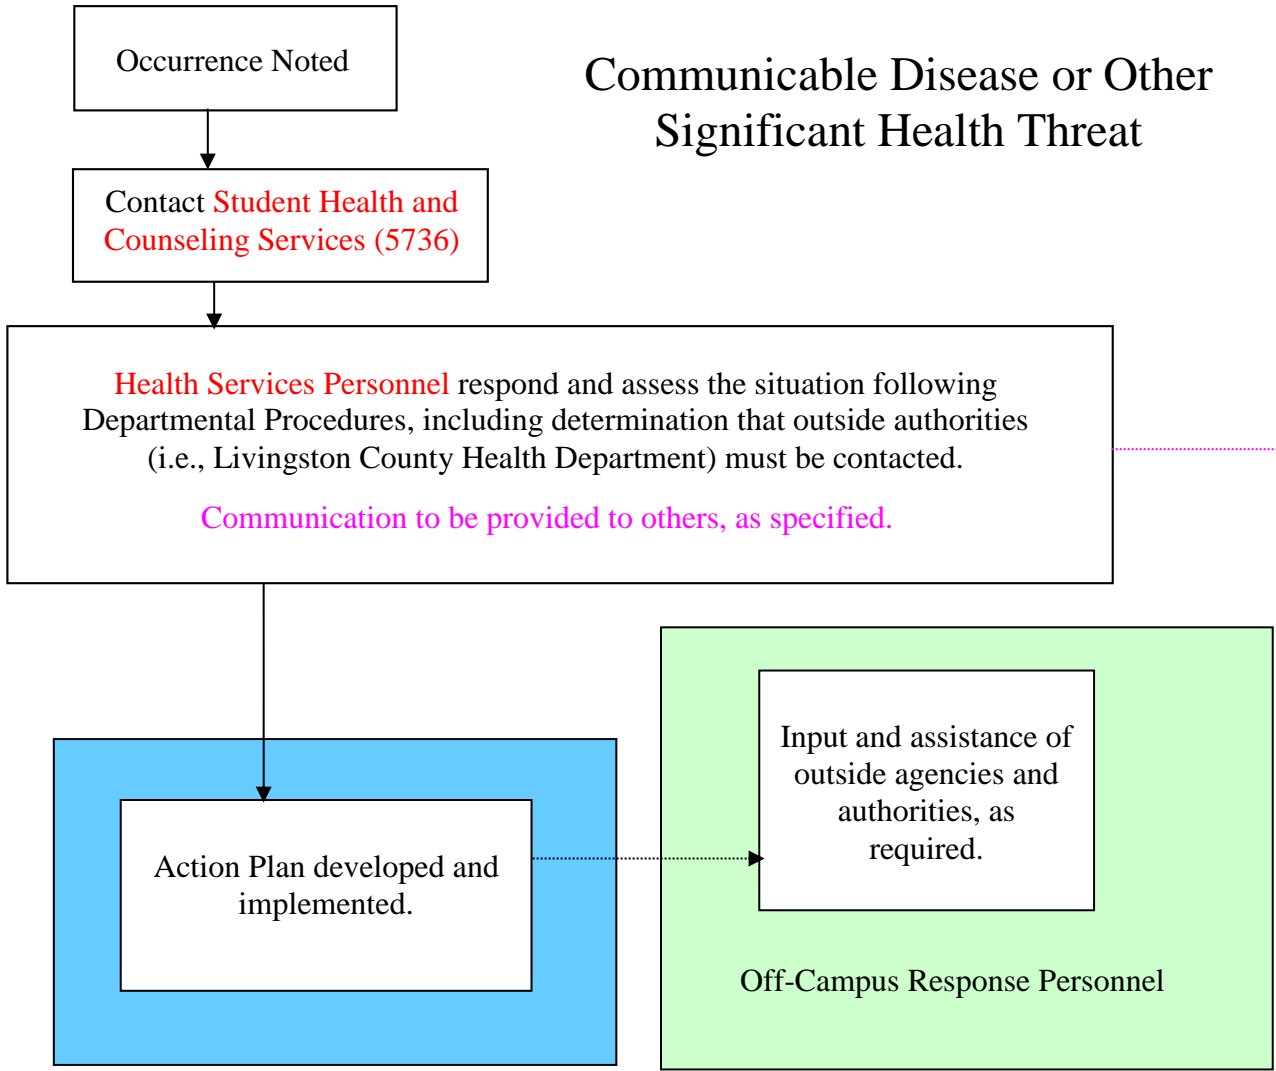 Occurrence Noted
Communicable Disease or Other
Significant Health Threat
Contact Student Health and
Counseling Services (5736)
Health Services Personnel respond and assess the situation following
Departmental Procedures, including determination that outside authorities
(i.e., Livingston County Health Department) must be contacted.
Communication to be provided to others, as specified.
Input and assistance of
outside agencies and
authorities, as
required.
Action Plan developed and
implemented.
Off-Campus Response Personnel